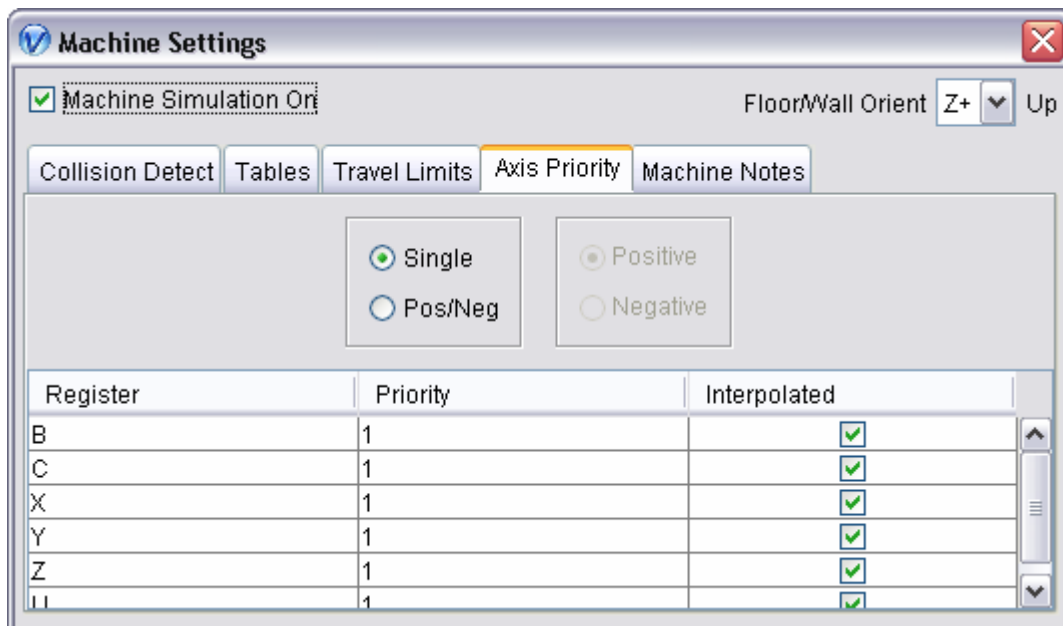 Machine Settings
Machine Simulation On Floor/Wall Orient Z+ Up
Collision Detect Tables Travel Limits Axis Priority Machine Notes
Single Positive
Pos/Neg Negative
Register Priority Interpolated
B 1
C 1
X 1
Y 1
Z 1
U 1